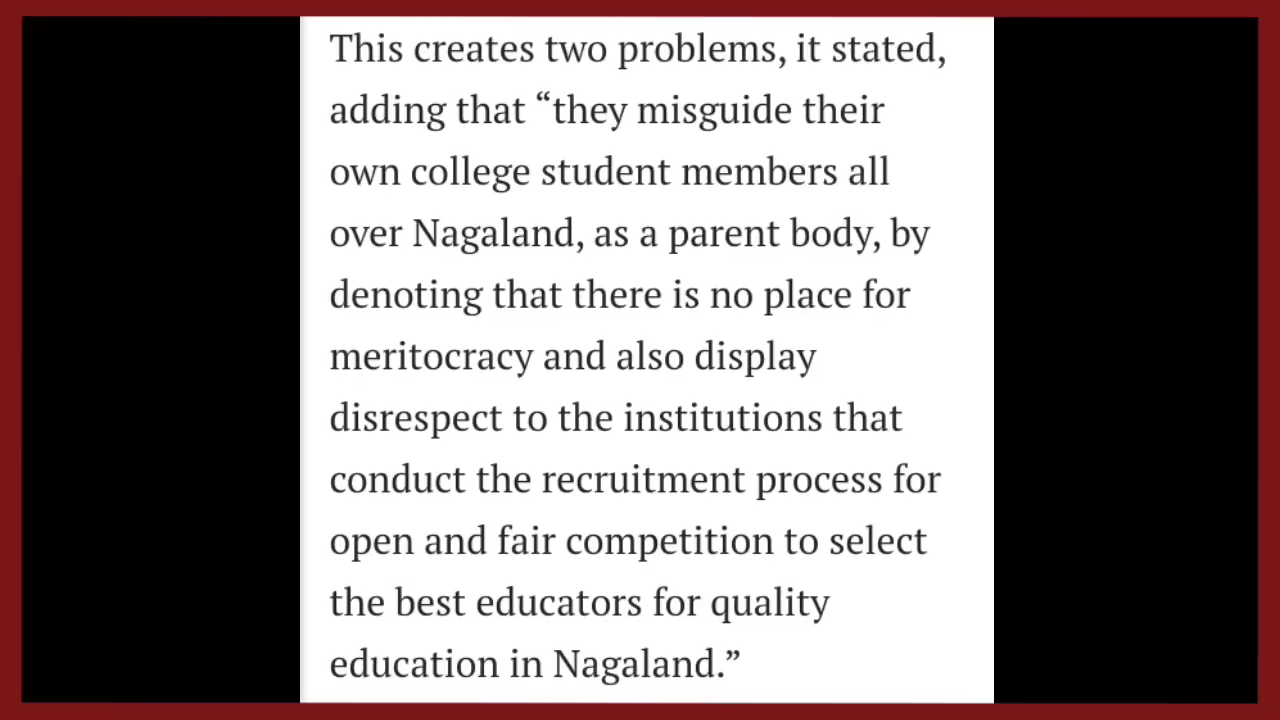 This creates two problems, it stated,
adding that “they misguide their
own college student members all
over Nagaland, as a parent body, by
denoting that there is no place for
meritocracy and also display
disrespect to the institutions that
conduct the recruitment process for
open and fair competition to select
the best educators for quality
education in Nagaland.”